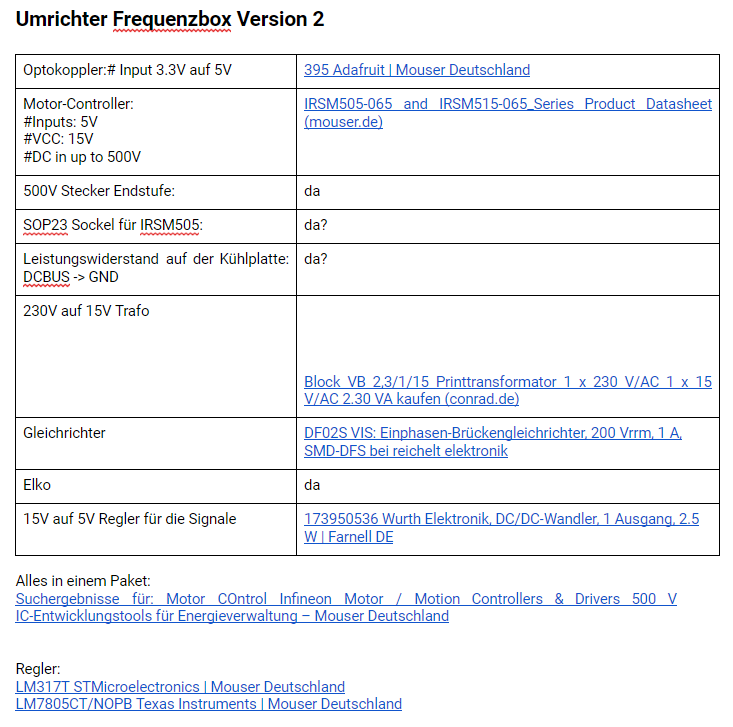 Umrichter Frequenzbox Version 2
Optokoppler:# Input 3.3V auf 5V
395 Adafruit | Mouser Deutschland
Motor-Controller:
#Inputs: 5V
#VCC: 15V
#DC in up to 500V
IRSM505-065 and IRSM515-065_Series Product Datasheet
(mouser.de)
500V Stecker Endstufe:
da
SOP23 Sockel für IRSM505:
da?
Leistungswiderstand auf der Kühlplatte:
DCBUS -> GND
da?
230V auf 15V Trafo
Block VB 2,3/1/15 Printtransformator 1 x 230 V/AC 1 x 15
V/AC 2.30 VA kaufen (conrad.de)
Gleichrichter
DF02S VIS: Einphasen-Brückengleichrichter, 200 Vrrm, 1 A,
SMD-DFS bei reichelt elektronik
Elko
da
15V auf 5V Regler für die Signale
173950536 Wurth Elektronik, DC/DC-Wandler, 1 Ausgang, 2.5
W | Farnell DE
Alles in einem Paket:
Suchergebnisse für: Motor COntrol Infineon Motor / Motion Controllers & Drivers 500 V
IC-Entwicklungstools für Energieverwaltung – Mouser Deutschland
Regler:
LM317T STMicroelectronics | Mouser Deutschland
LM7805CT/NOPB Texas Instruments | Mouser Deutschland